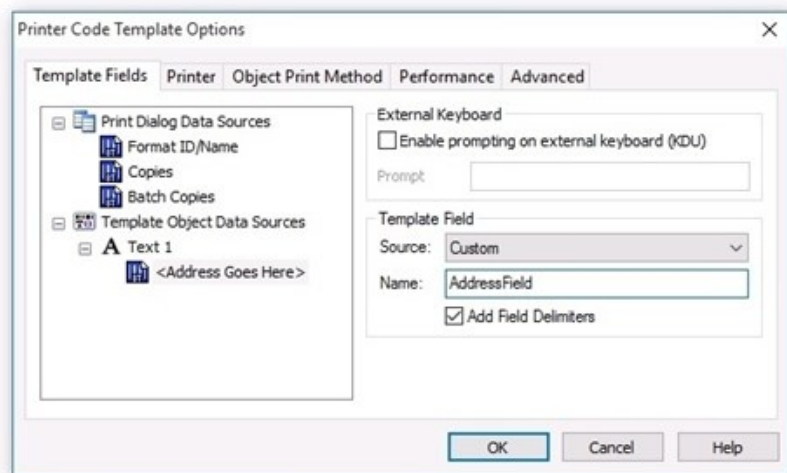 Printer Code Template Options
Template Fields Printer Object Print Method Performance Advanced
Print Dialog Data Sources
Format ID/Name
Copies
Batch Copies
Template Object Data Sources
A Text 1
<Address Goes Here>
External Keyboard
Enable prompting on external keyboard (KDU)
Prompt
Template Field
Source: Custom
Name: AddressField
Add Field Delimiters
OK Cancel Help